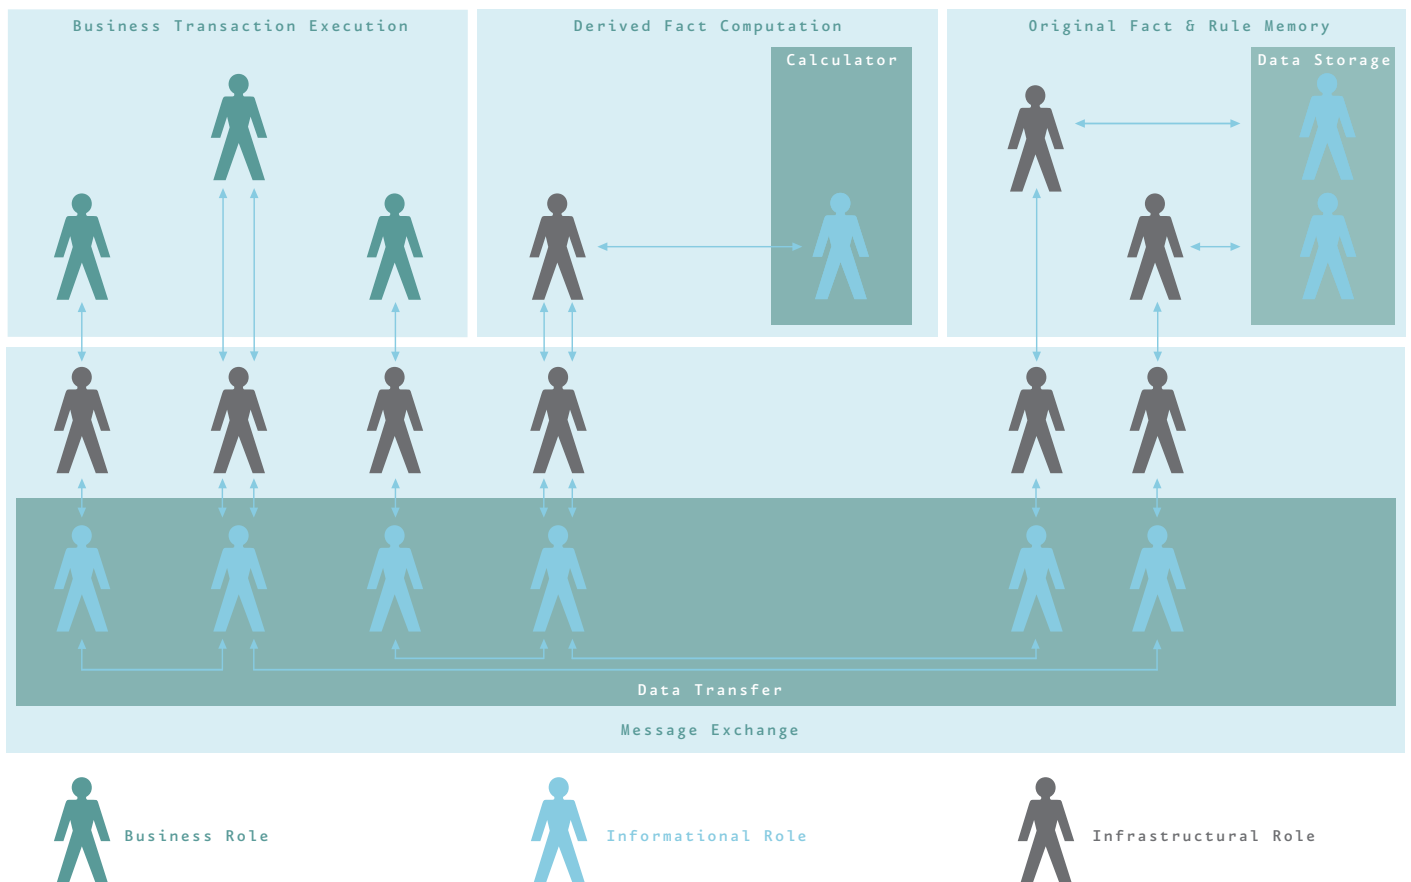 Business Transaction Execution
Derived Fact Computation
Original Fact & Rule Memory
Calculator
Data Storage
Data Transfer
Message Exchange
Business Role
Informational Role
Infrastructural Role